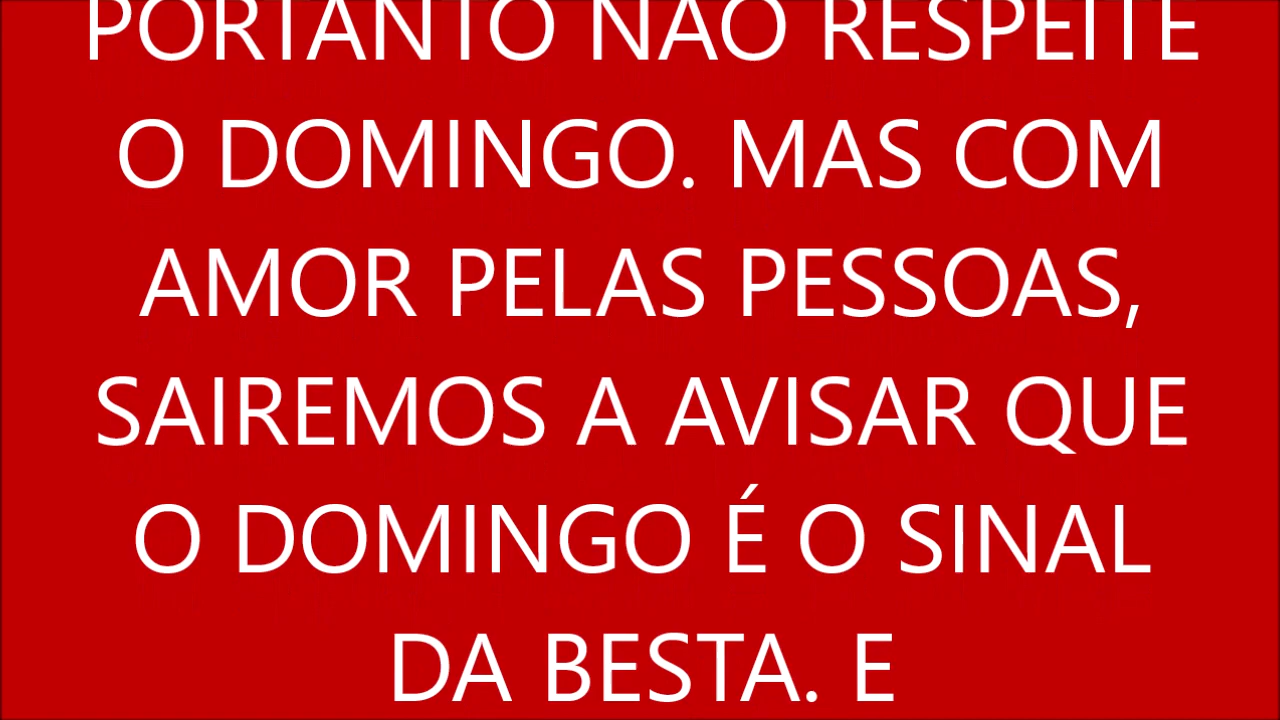 PORTANTO NÃO RESPEITE
O DOMINGO. MAS COM
AMOR PELAS PESSOAS,
SAIREMOS A AVISAR QUE
O DOMINGO É O SINAL
DA BESTA. E